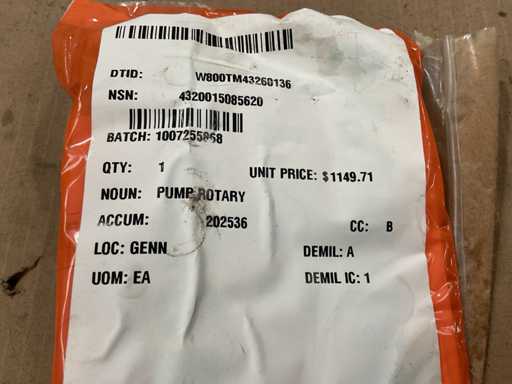 DTID: W800TM43260136
NSN: 4320015085620
BATCH: 1007255868
QTY: 1 UNIT PRICE: $1149.71
NOUN: PUMP,ROTARY
ACCUM: 202536 CC: B
LOC: GENN DEMIL: A
UOM: EA DEMIL IC: 1